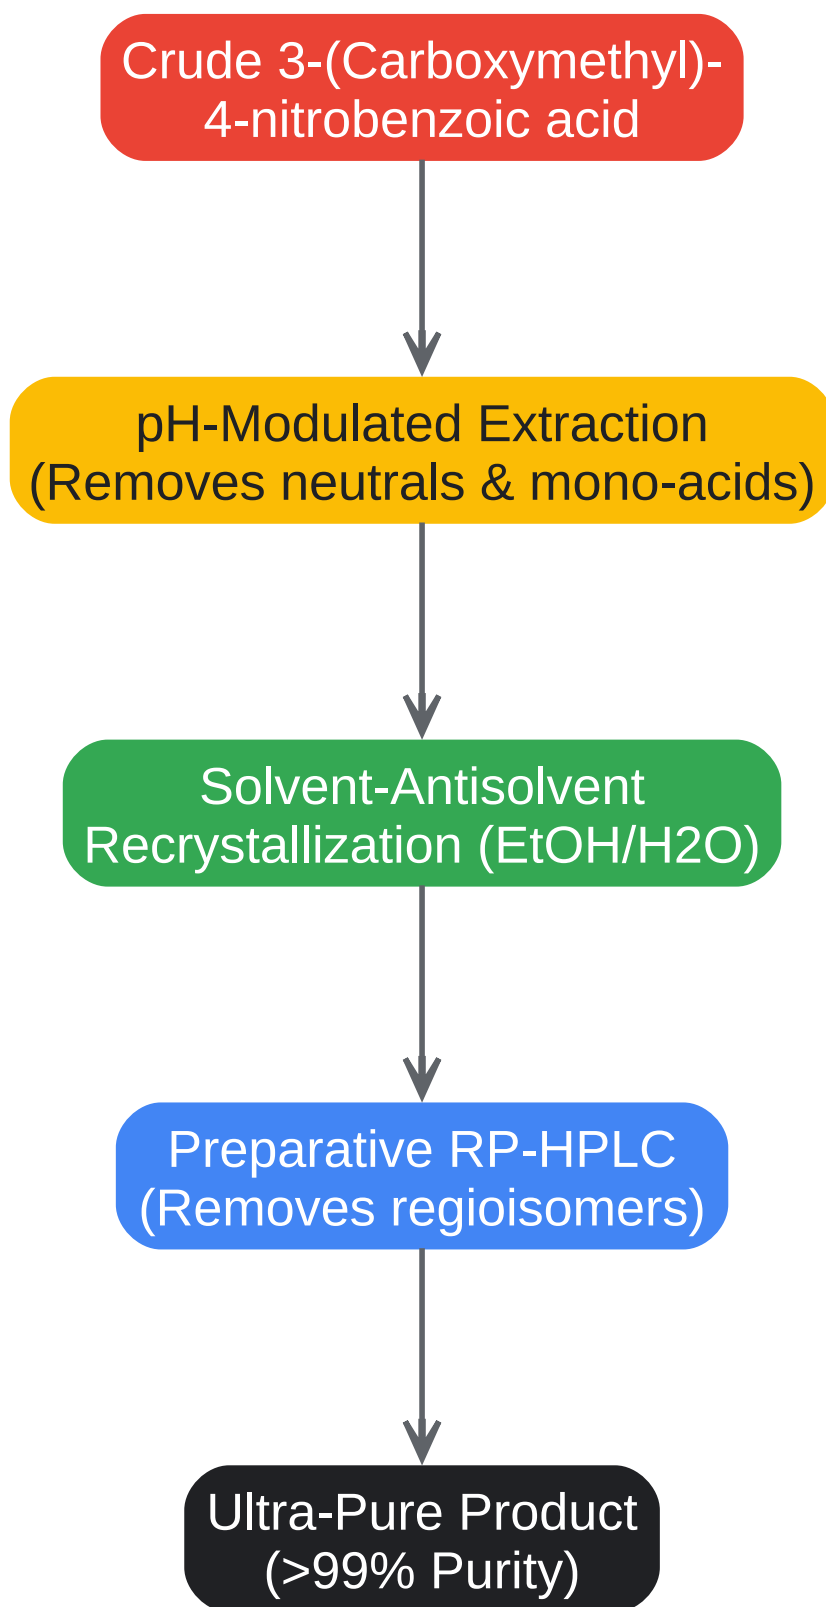 Crude 3-(Carboxymethyl)-
4-nitrobenzoic acid
pH-Modulated Extraction
(Removes neutrals & mono-acids)
Solvent-Antisolvent
Recrystallization (EtOH/H2O)
Preparative RP-HPLC
(Removes regioisomers)
Ultra-Pure Product
(>99% Purity)